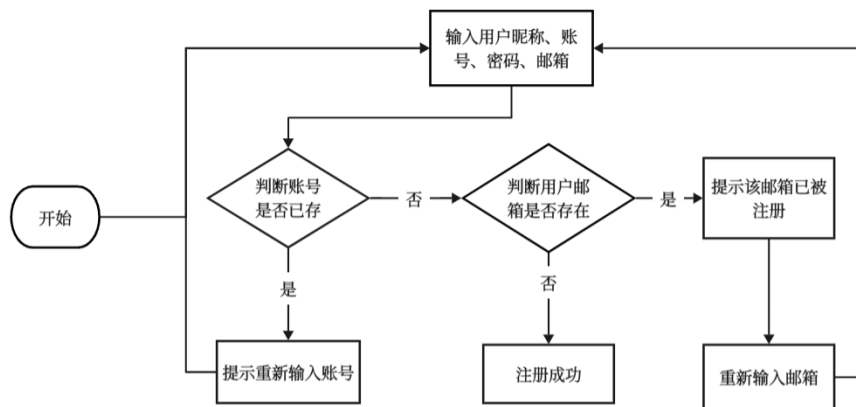 输入用户昵称、账
号、密码、邮箱
判断账号
是否已存
否
判断用户邮
箱是否存在
是
提示该邮箱已被
注册
开始
是
否
提示重新输入账号
注册成功
重新输入邮箱